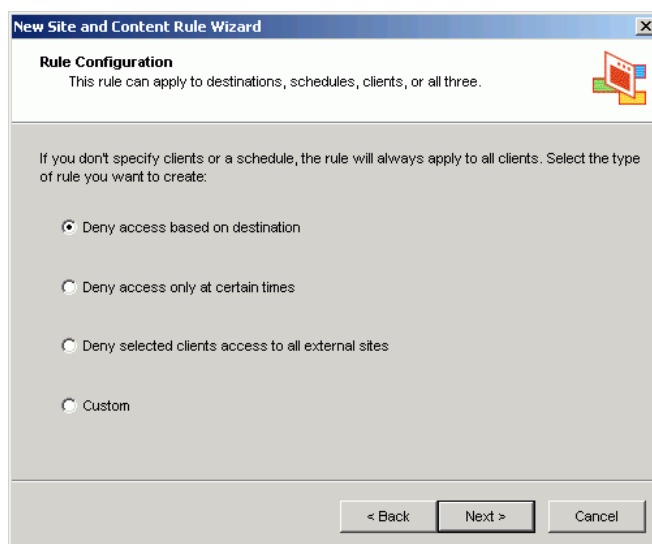 New Site and Content Rule Wizard
Rule Configuration
This rule can apply to destinations, schedules, clients, or all three.
If you don't specify clients or a schedule, the rule will always apply to all clients. Select the type
of rule you want to create:
Deny access based on destination
Deny access only at certain times
Deny selected clients access to all external sites
Custom
< Back
Next >
Cancel